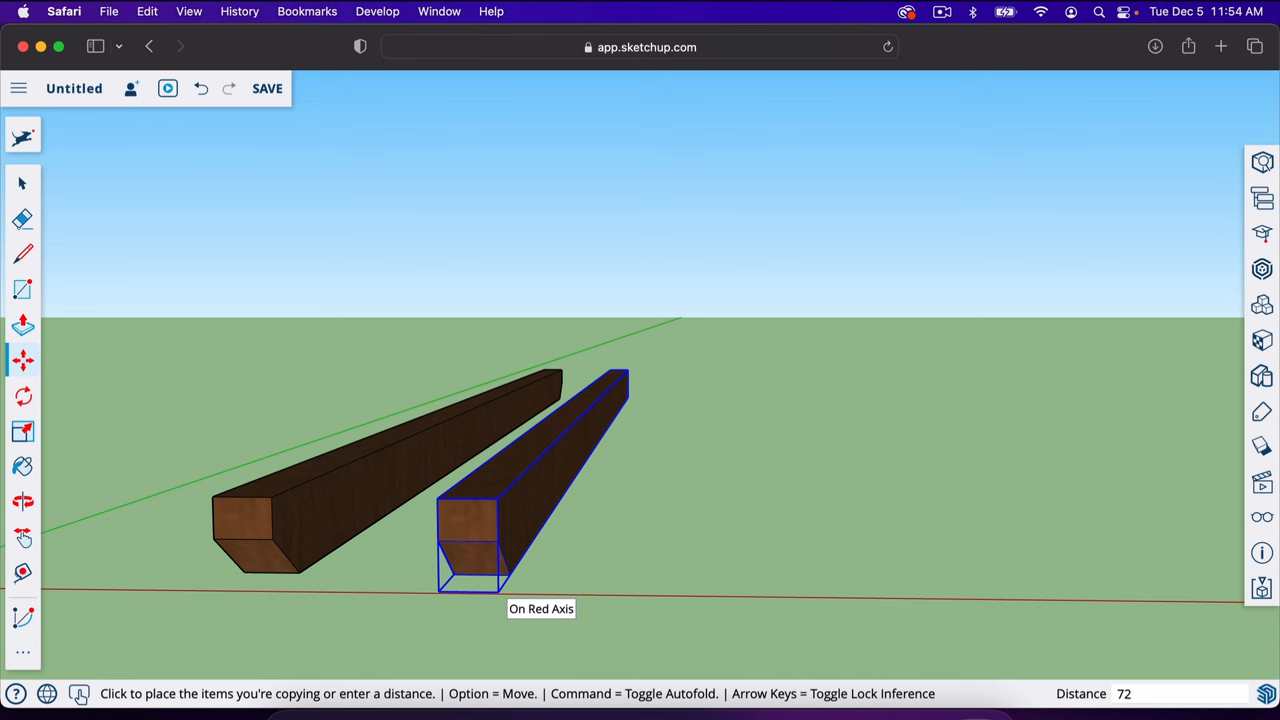 Safari File Edit View History Bookmarks Develop Window Help Tue Dec 5 11:54 AM
app.sketchup.com
Untitled SAVE
On Red Axis
Click to place the items you're copying or enter a distance. | Option = Move. | Command = Toggle Autofold. | Arrow Keys = Toggle Lock Inference Distance 72